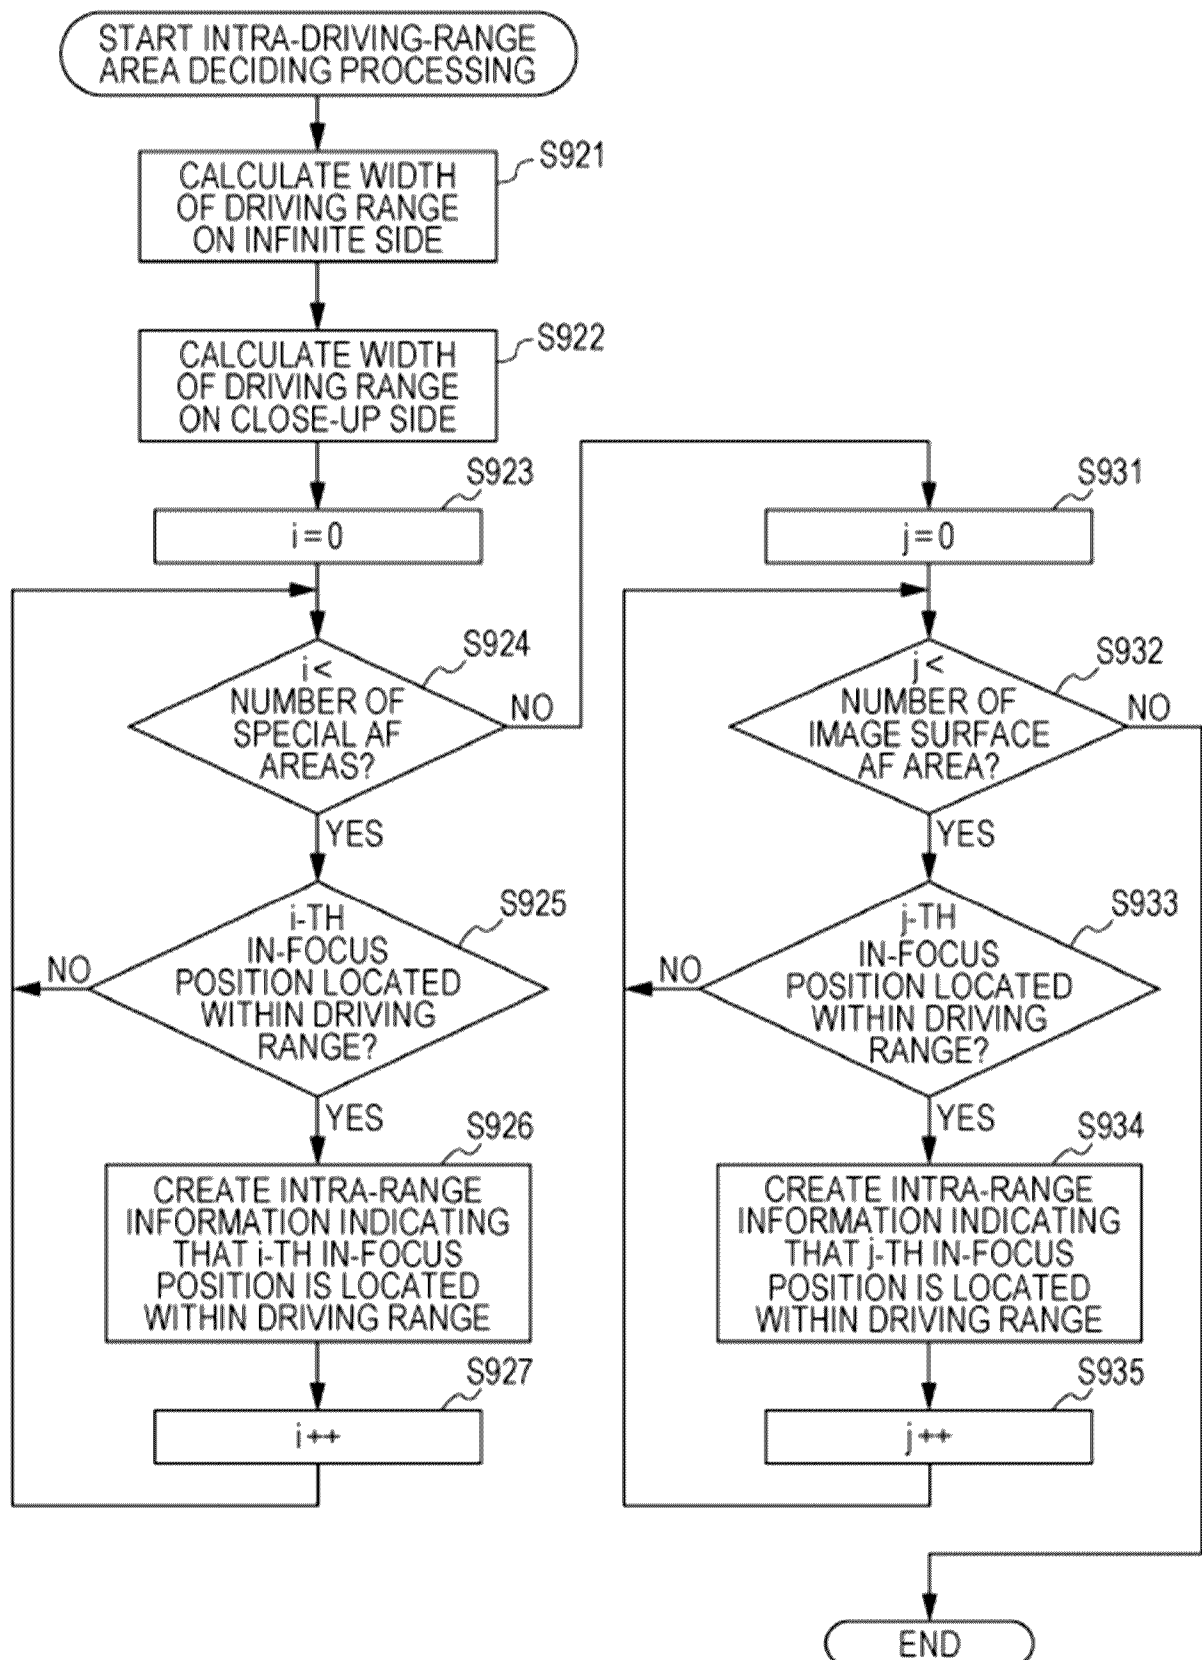 START INTRA-DRIVING-RANGE
AREA DECIDING PROCESSING
S921
CALCULATE WIDTH
OF DRIVING RANGE
ON INFINITE SIDE
S922
CALCULATE WIDTH
OF DRIVING RANGE
ON CLOSE-UP SIDE
S923
i = 0
S924
i <
NUMBER OF
SPECIAL AF
AREAS?
NO
YES
S925
i-TH
IN-FOCUS
POSITION LOCATED
WITHIN DRIVING
RANGE?
NO
YES
S926
CREATE INTRA-RANGE
INFORMATION INDICATING
THAT i-TH IN-FOCUS
POSITION IS LOCATED
WITHIN DRIVING RANGE
S927
i ++
S931
j = 0
S932
j <
NUMBER OF
IMAGE SURFACE
AF AREA?
NO
YES
S933
j-TH
IN-FOCUS
POSITION LOCATED
WITHIN DRIVING
RANGE?
NO
YES
S934
CREATE INTRA-RANGE
INFORMATION INDICATING
THAT j-TH IN-FOCUS
POSITION IS LOCATED
WITHIN DRIVING RANGE
S935
j ++
END